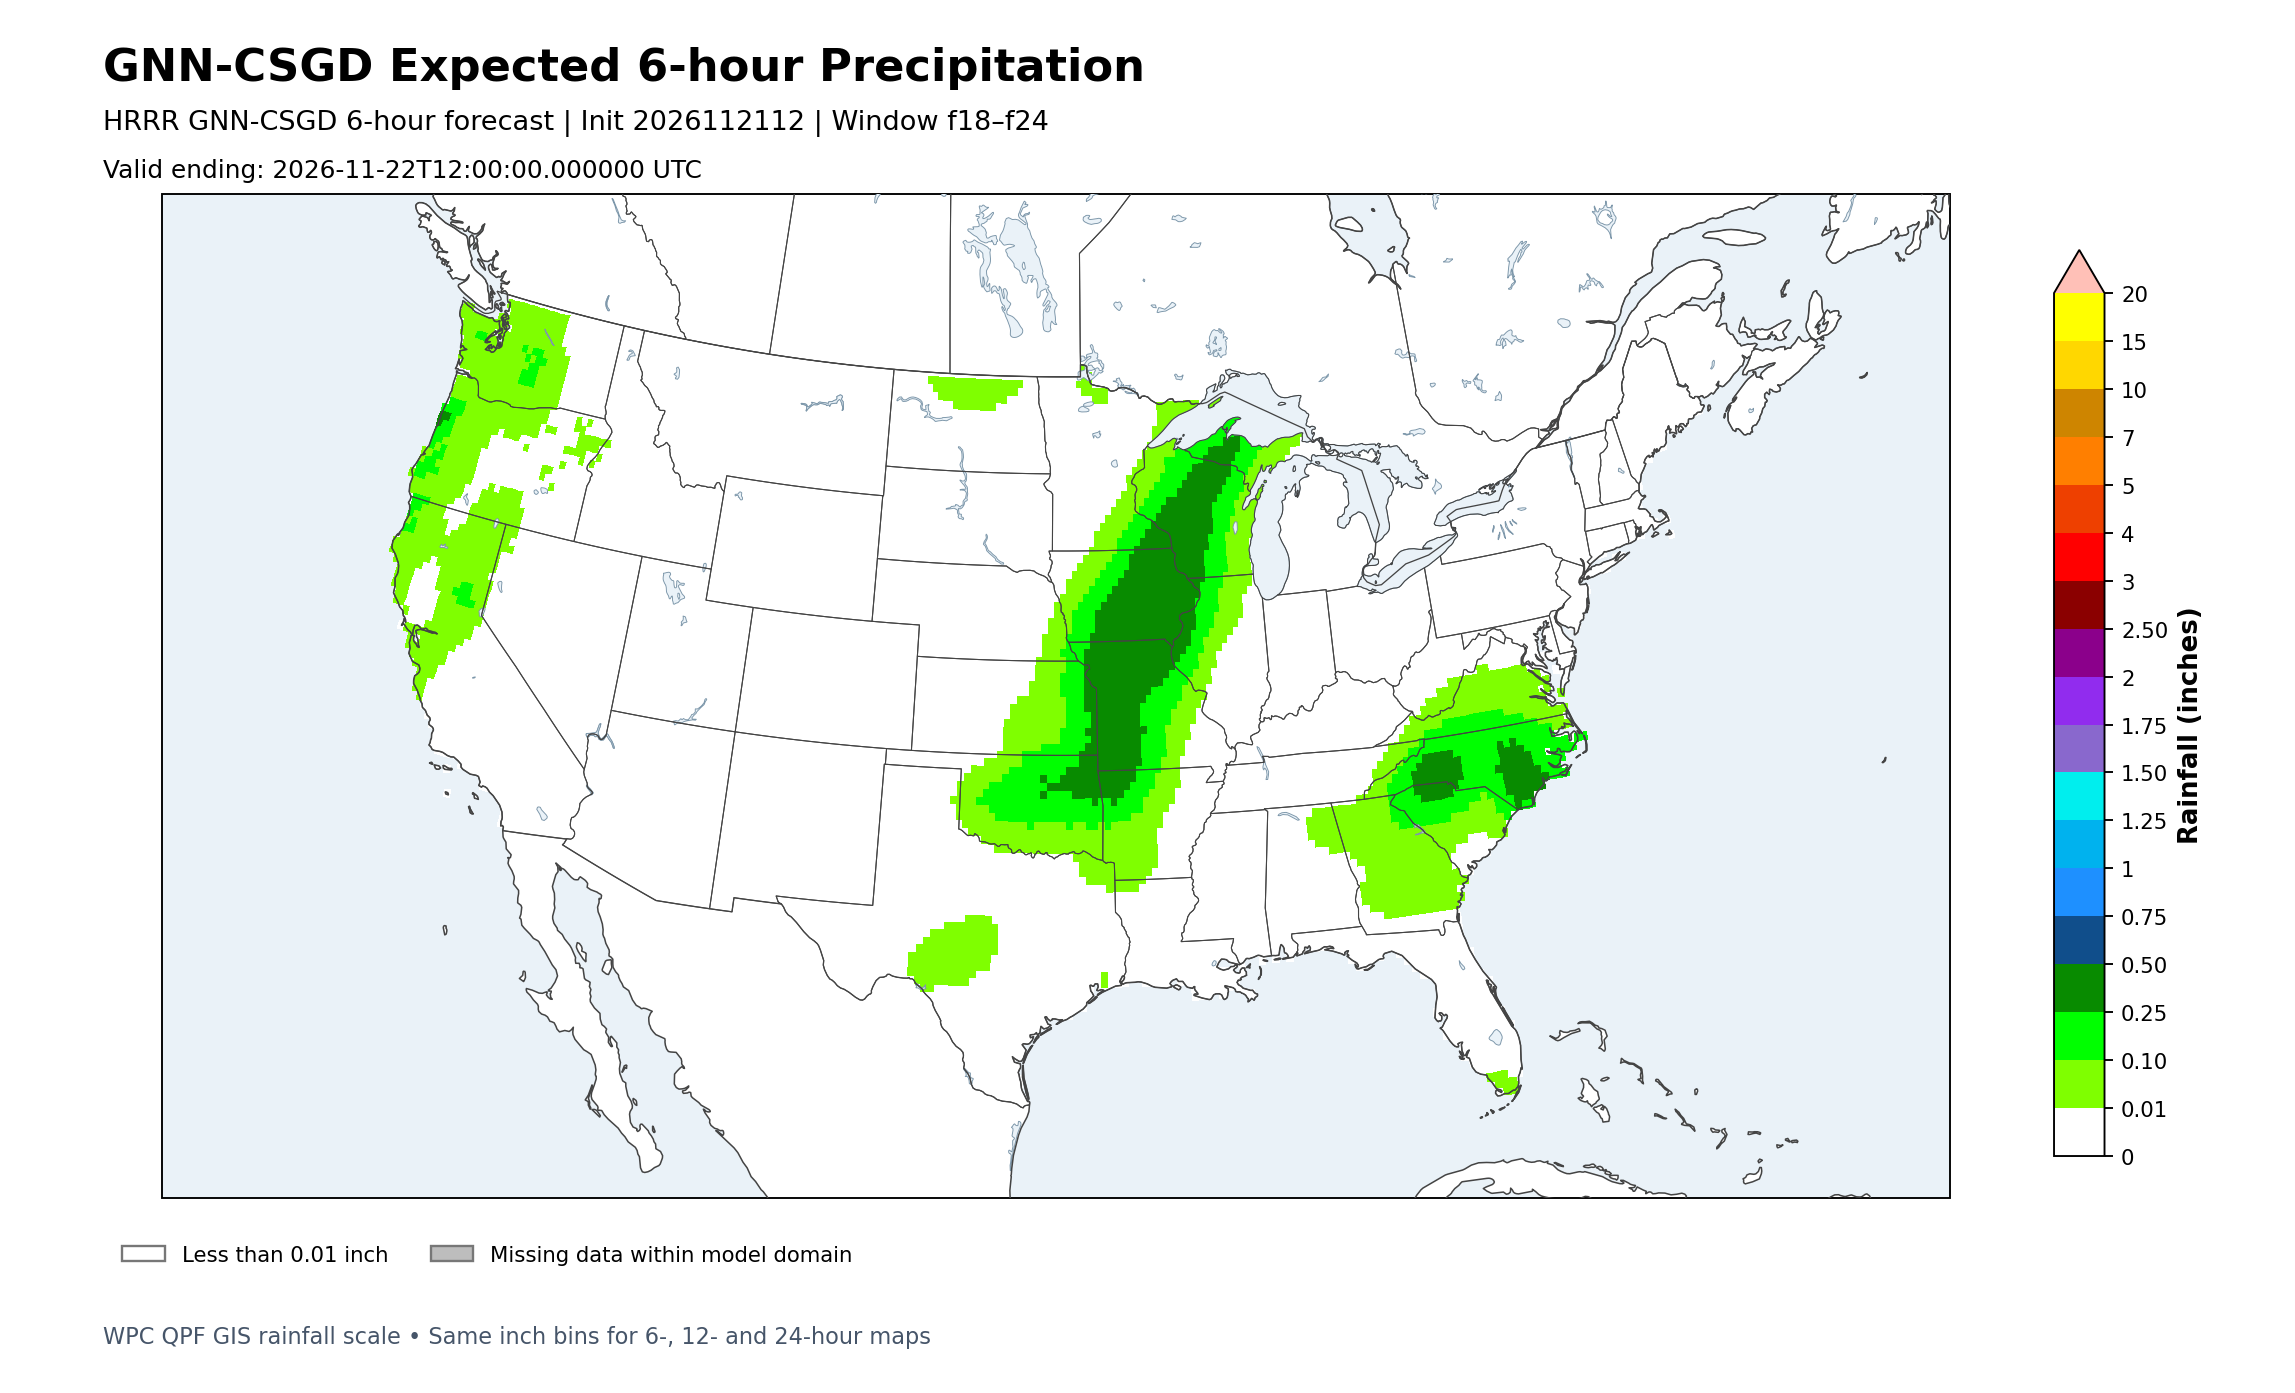 GNN-CSGD Expected 6-hour Precipitation
HRRR GNN-CSGD 6-hour forecast | Init 2026112112 | Window f18–f24
Valid ending: 2026-11-22T12:00:00.000000 UTC
20
15
10
7
5
4
3
2.50
2
1.75
1.50
1.25
1
0.75
0.50
0.25
0.10
0.01
0
Rainfall (inches)
Less than 0.01 inch
Missing data within model domain
WPC QPF GIS rainfall scale • Same inch bins for 6-, 12- and 24-hour maps